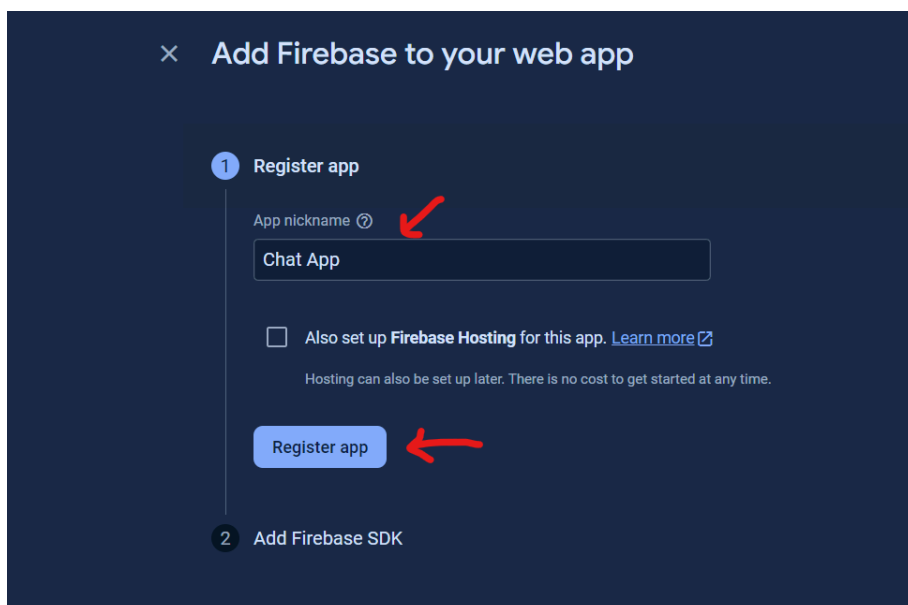 Add Firebase to your web app
1 Register app
App nickname
Chat App
Also set up Firebase Hosting for this app. Learn more
Hosting can also be set up later. There is no cost to get started at any time.
Register app
2 Add Firebase SDK